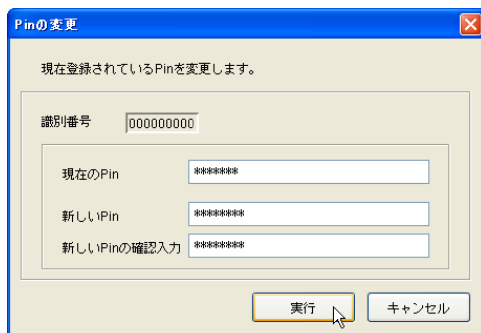 Pinの変更
現在登録されているPinを変更します。
識別番号 000000000
現在のPin *******
新しいPin ********
新しいPinの確認入力 ********
実行 キャンセル